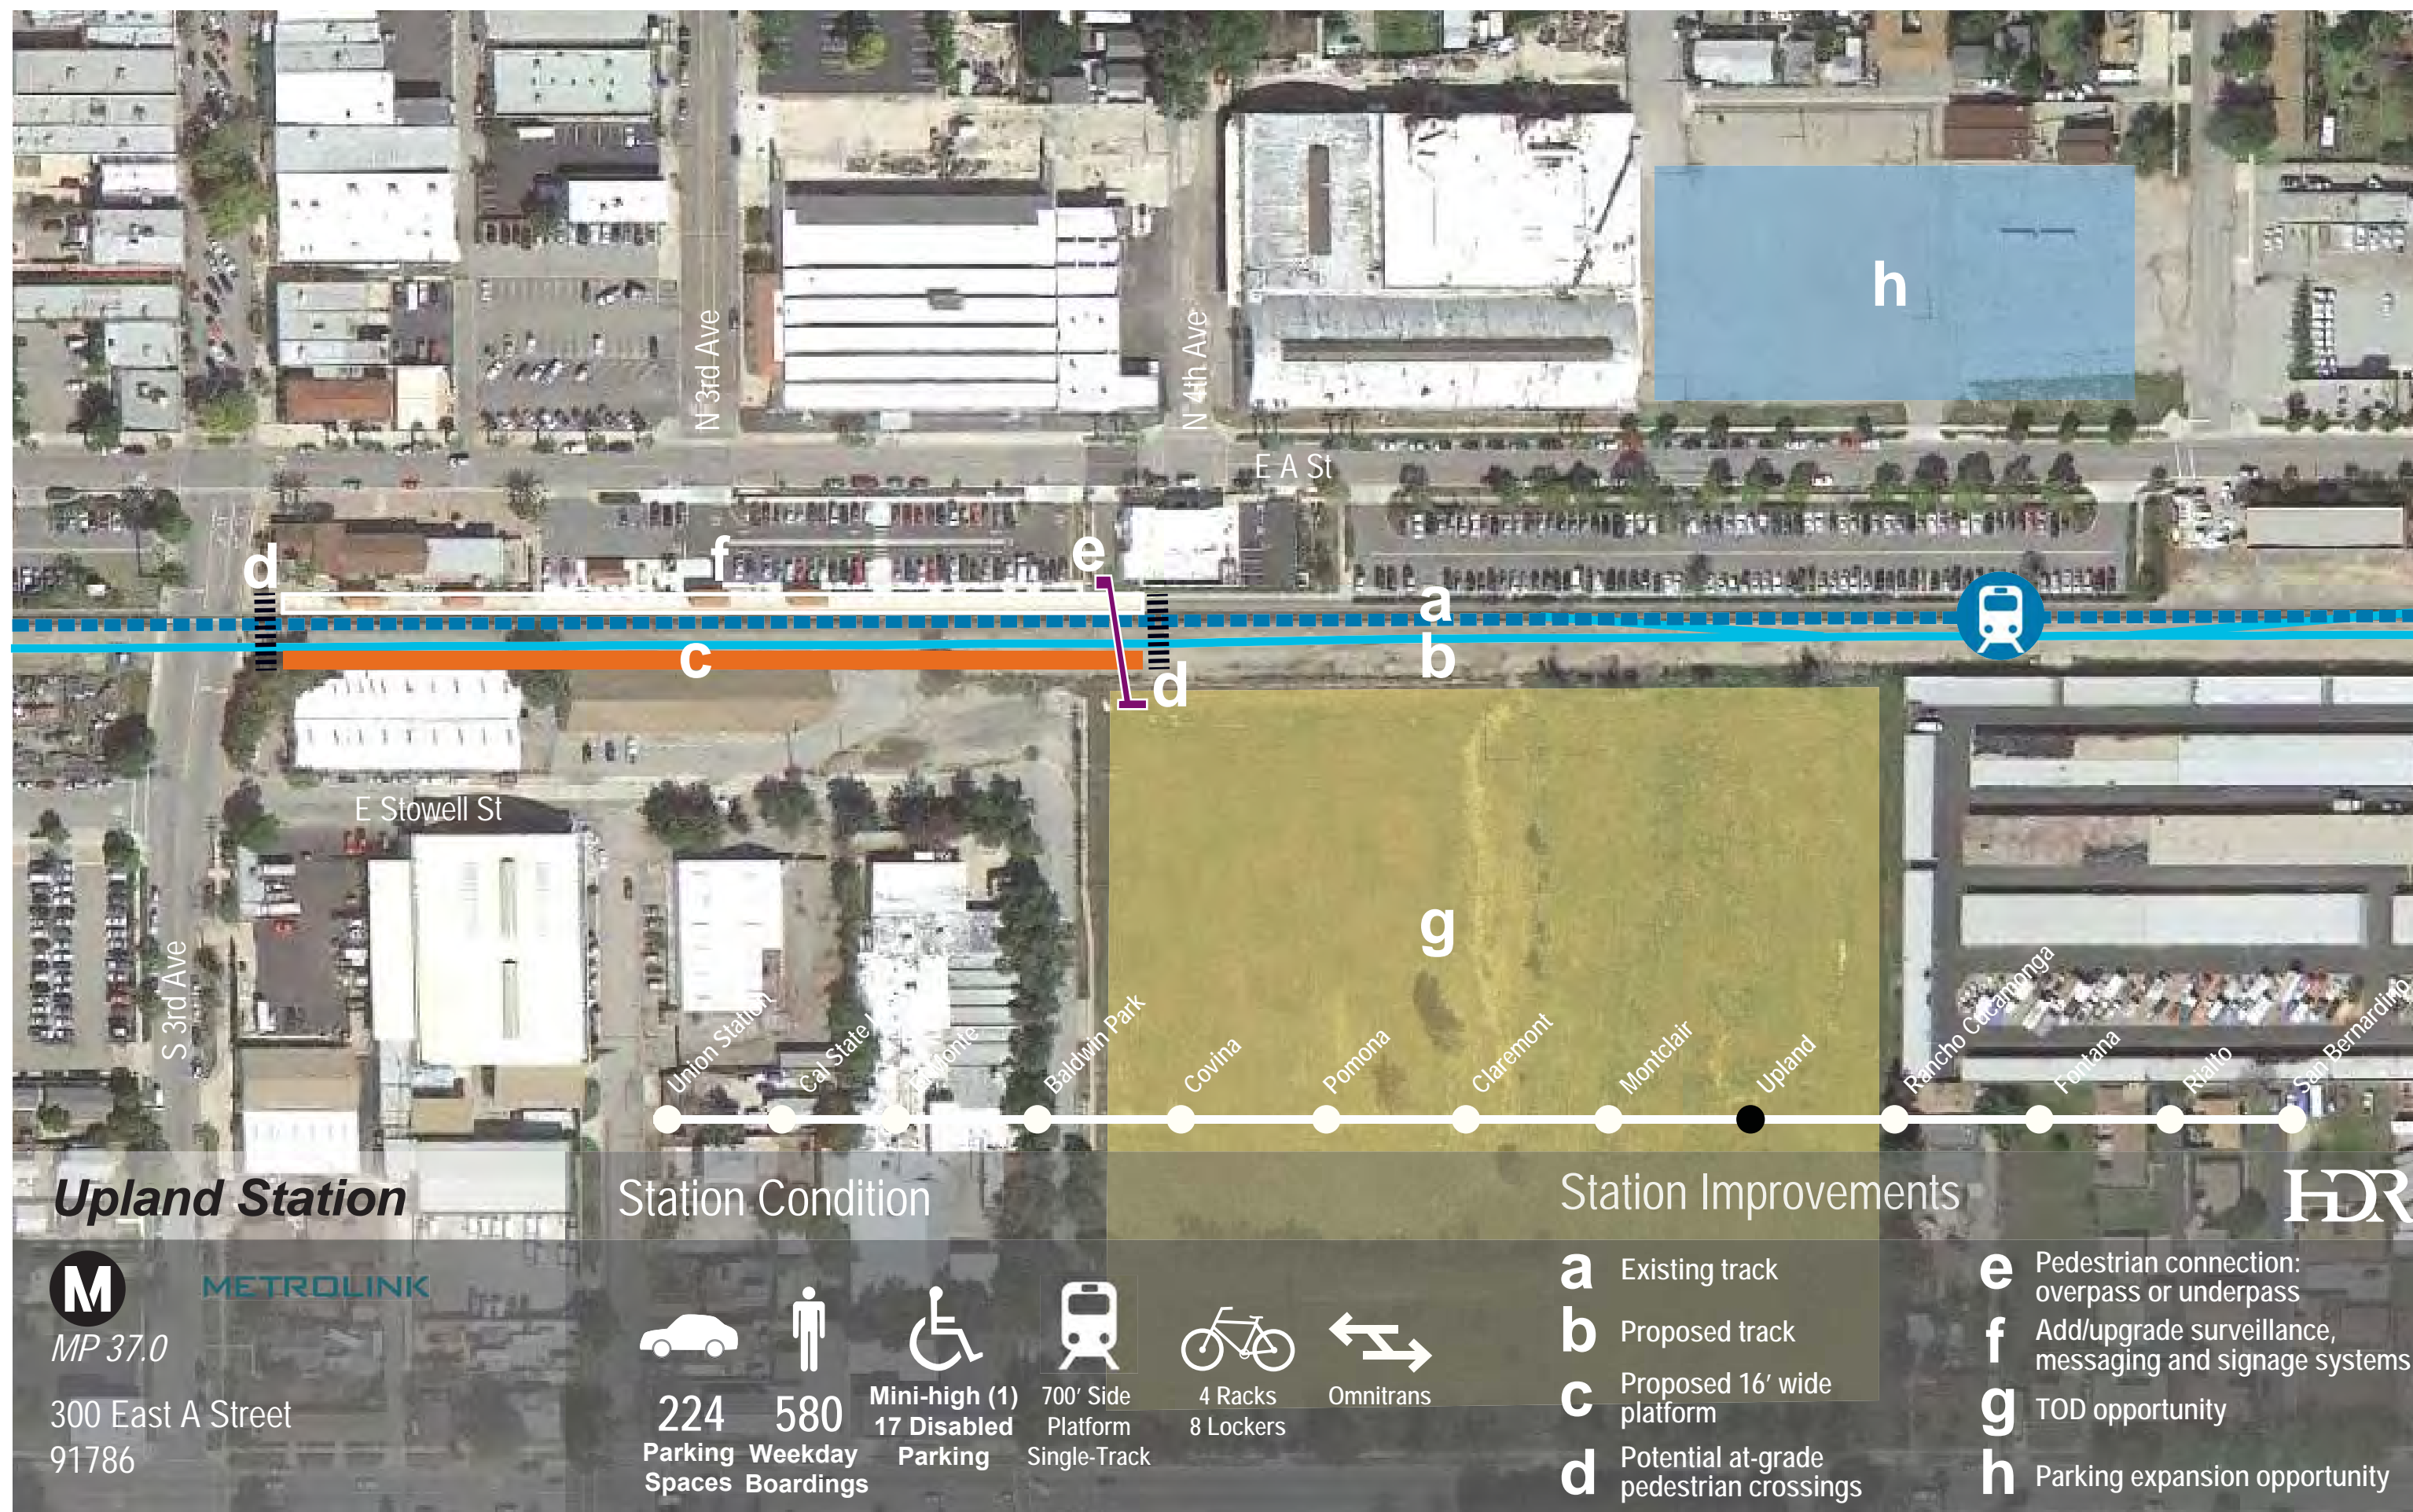 h
N 3rd Ave
N 4th Ave
E A St
d
f
e
a
c
b
d
E Stowell St
g
S 3rd Ave
Union Station
Cal State
Baldwin Park
Covina
Pomona
Claremont
Montclair
Upland
Rancho Cucamonga
Fontana
Rialto
San Bernardino
Upland Station
M
METROLINK
MP 37.0
300 East A Street
91786
Station Condition
224
Parking
Spaces
580
Weekday
Boardings
Mini-high (1)
17 Disabled
Parking
700' Side
Platform
Single-Track
4 Racks
8 Lockers
Omnitrans
Station Improvements
HDR
a Existing track
b Proposed track
c Proposed 16' wide
platform
d Potential at-grade
pedestrian crossings
e Pedestrian connection:
overpass or underpass
f Add/upgrade surveillance,
messaging and signage systems
g TOD opportunity
h Parking expansion opportunity